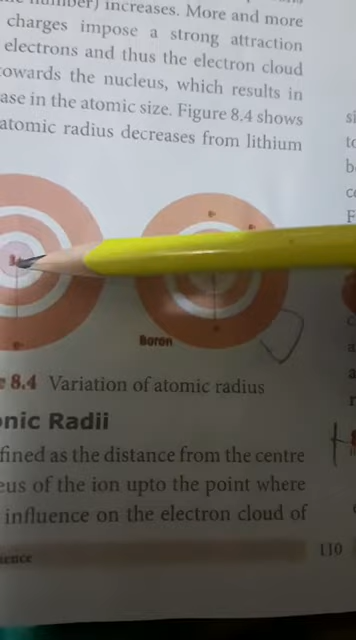 number) increases. More and more
charges impose a strong attraction
electrons and thus the electron cloud
towards the nucleus, which results in
ase in the atomic size. Figure 8.4 shows
atomic radius decreases from lithium
Boron
e 8.4 Variation of atomic radius
onic Radii
fined as the distance from the centre
eus of the ion upto the point where
influence on the electron cloud of
ience
110